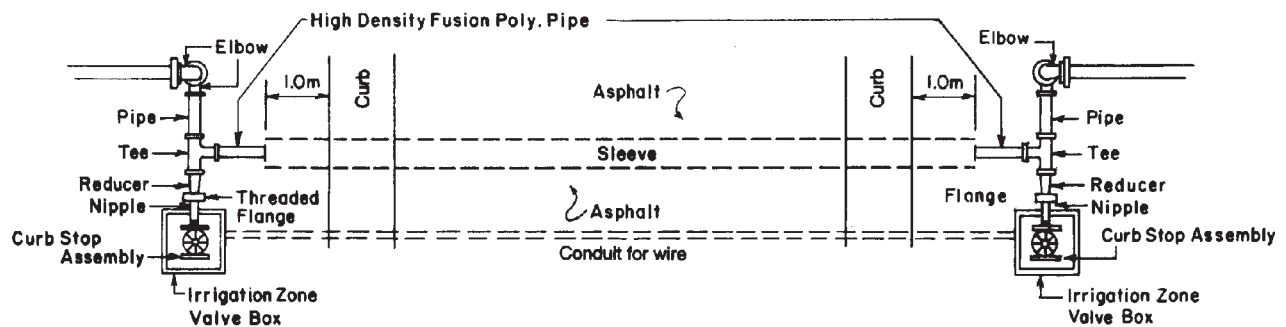 High Density Fusion Poly. Pipe
Elbow
Elbow
1.0m
Curb
Curb
1.0m
Asphalt
Pipe
Pipe
Tee
Sleeve
Tee
Reducer
Threaded
Flange
Flange
Reducer
Nipple
Nipple
Asphalt
Curb Stop
Assembly
Conduit for wire
Curb Stop Assembly
Irrigation Zone
Valve Box
Irrigation Zone
Valve Box